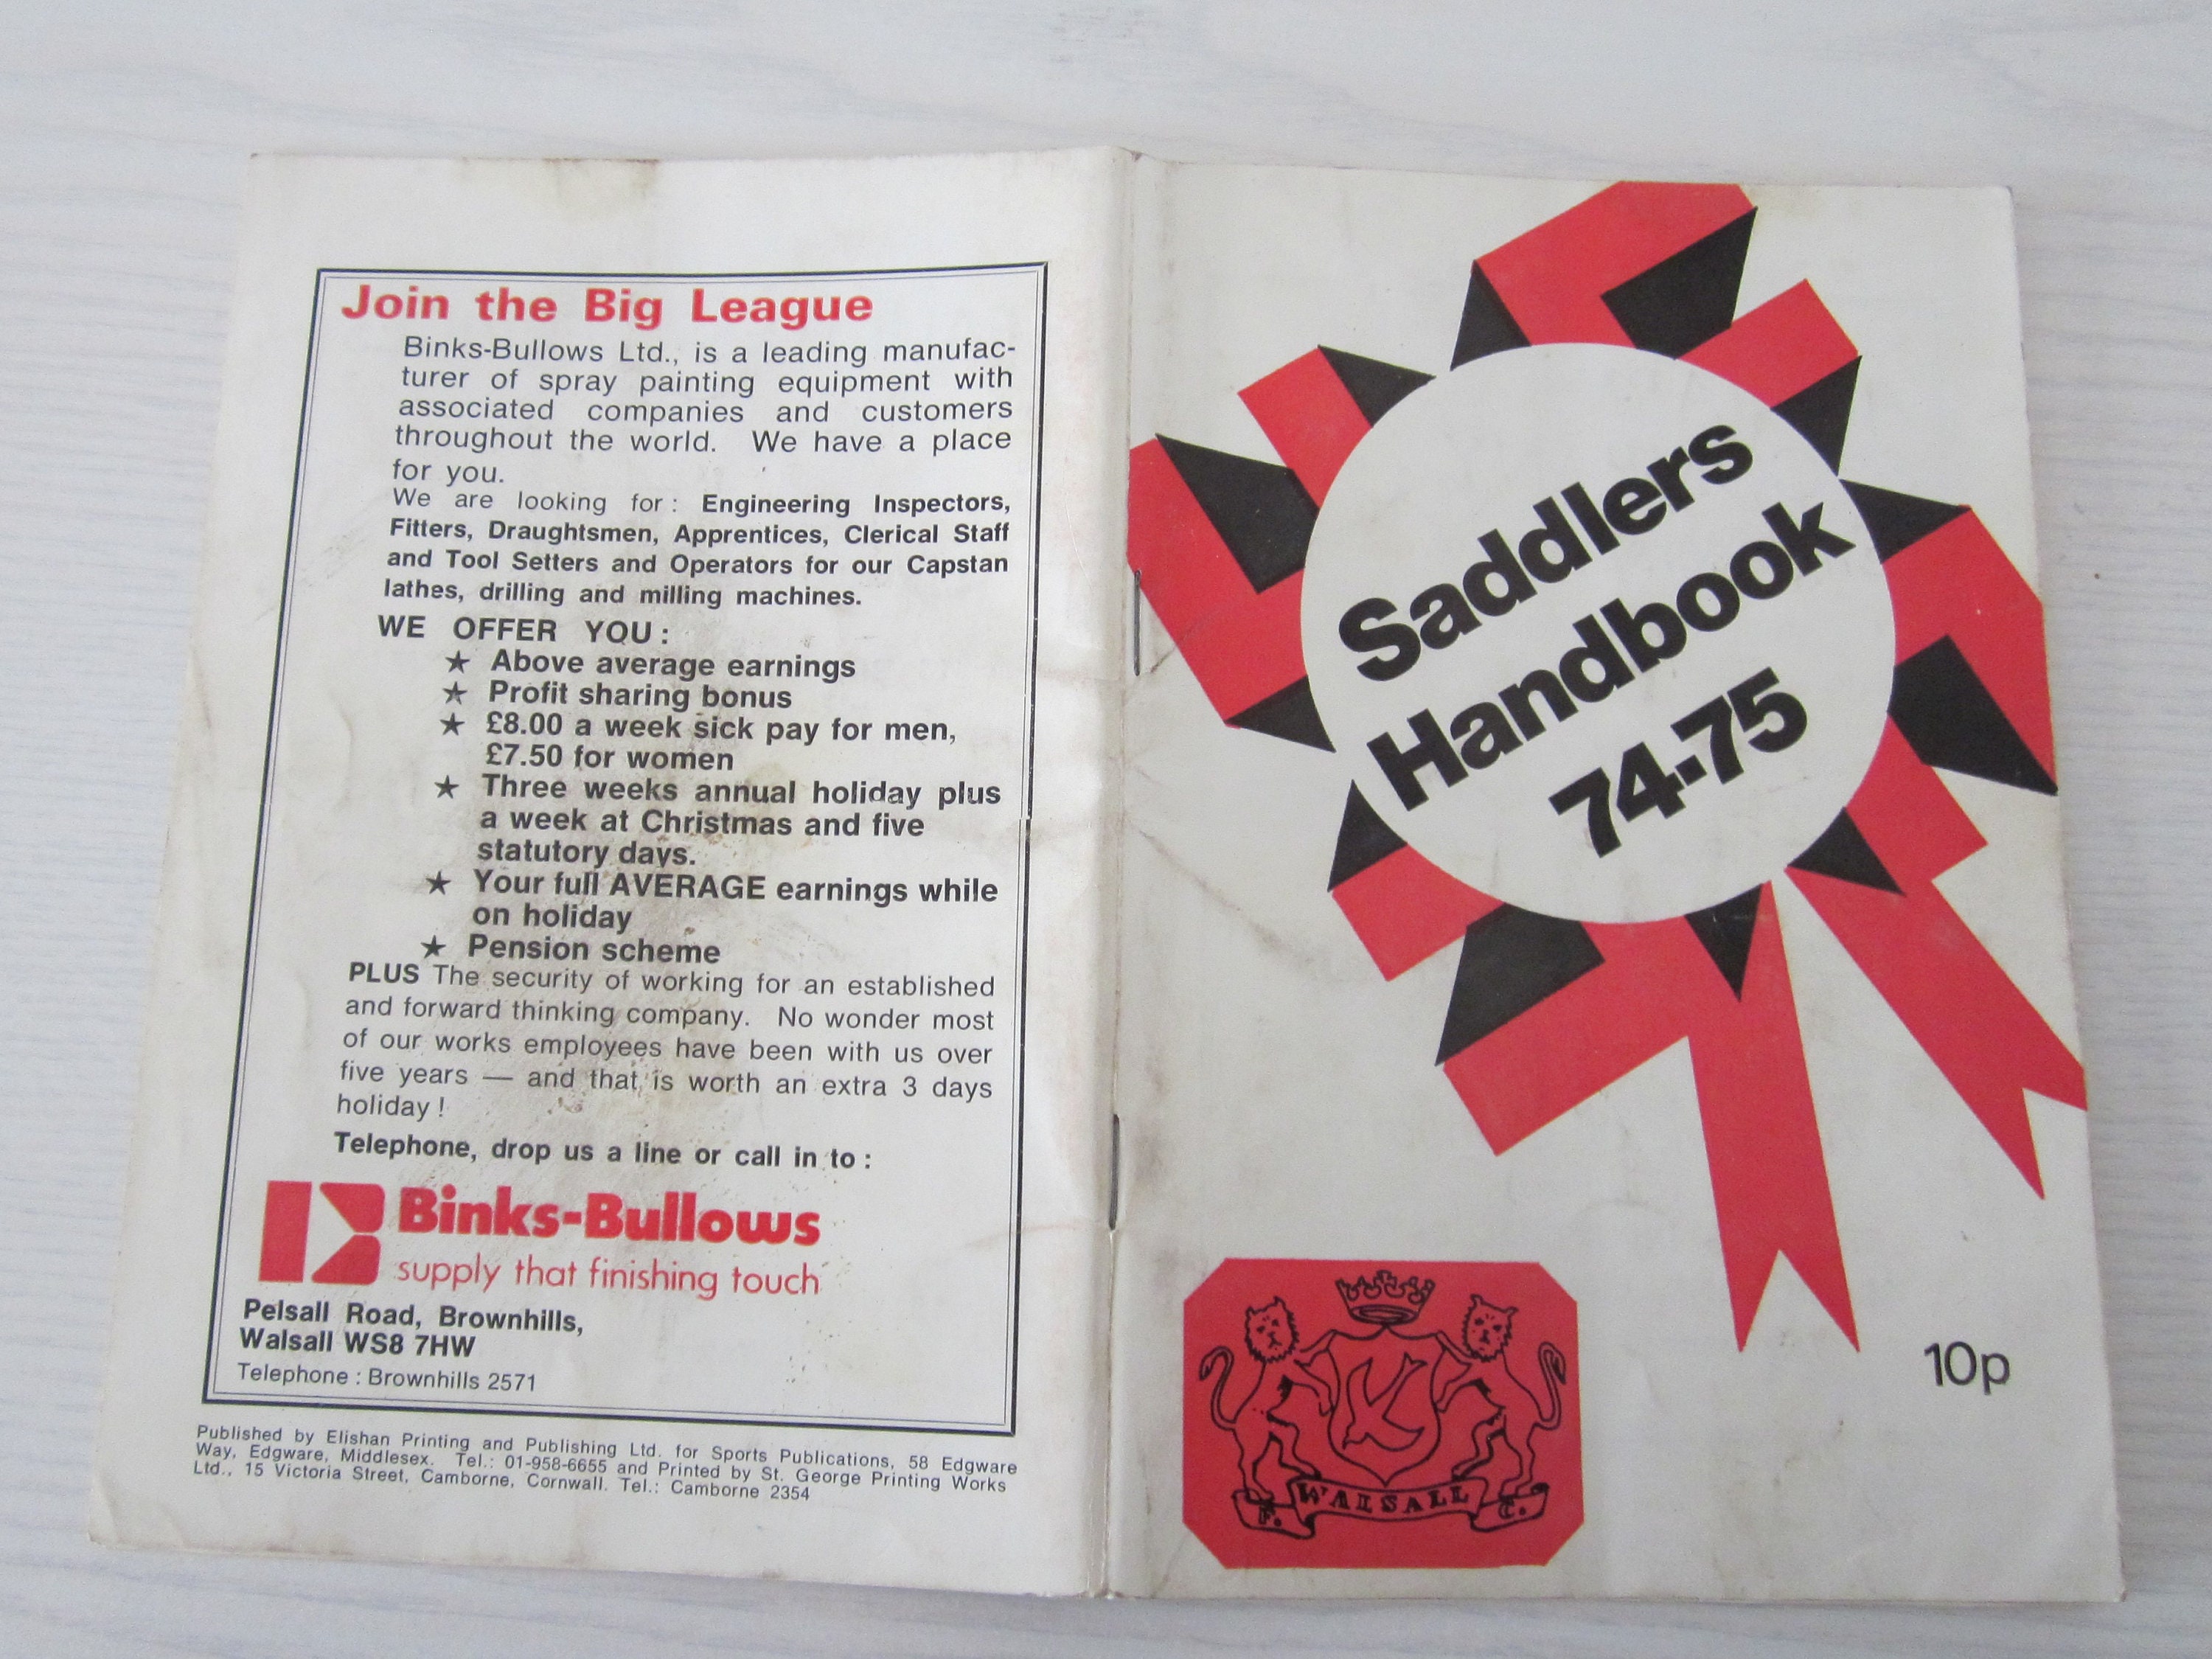 Join the Big League
Binks-Bullows Ltd., is a leading manufac-
turer of spray painting equipment with
associated companies and customers
throughout the world. We have a place
for you.
We are looking for: Engineering Inspectors,
Fitters, Draughtsmen, Apprentices, Clerical Staff
and Tool Setters and Operators for our Capstan
lathes, drilling and milling machines.
WE OFFER YOU:
★ Above average earnings
★ Profit sharing bonus
★ £8.00 a week sick pay for men,
£7.50 for women
★ Three weeks annual holiday plus
a week at Christmas and five
statutory days.
★ Your full AVERAGE earnings while
on holiday
★ Pension scheme
PLUS The security of working for an established
and forward thinking company. No wonder most
of our works employees have been with us over
five years — and that is worth an extra 3 days
holiday!
Telephone, drop us a line or call in to:
Binks-Bullows
supply that finishing touch
Pelsall Road, Brownhills,
Walsall WS8 7HW
Telephone: Brownhills 2571
Published by Elishan Printing and Publishing Ltd. for Sports Publications, 58 Edgware
Way, Edgware, Middlesex. Tel.: 01-958-6655 and Printed by St. George Printing Works
Ltd., 15 Victoria Street, Camborne, Cornwall. Tel.: Camborne 2354
Saddlers
Handbook
74-75
10p
F. WALSALL C.